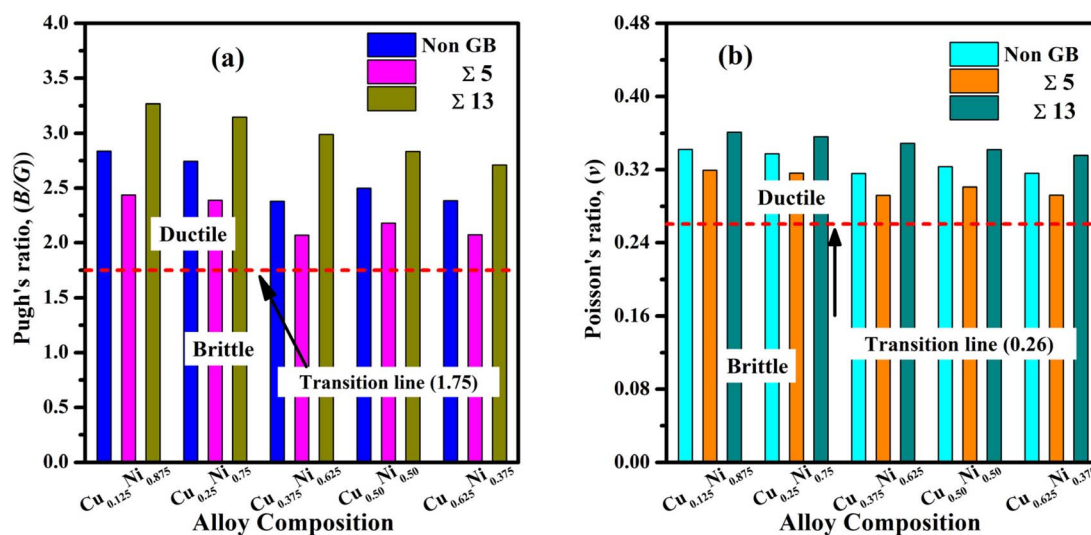 (a)
Non GB
Σ 5
Σ 13
4.0
3.5
3.0
2.5
2.0
1.5
1.0
0.5
0.0
Pugh's ratio, (B/G))
Ductile
Brittle
Transition line (1.75)
Cu0.125Ni0.875
Cu0.25Ni0.75
Cu0.375Ni0.625
Cu0.50Ni0.50
Cu0.625Ni0.375
Alloy Composition
(b)
Non GB
Σ 5
Σ 13
0.48
0.40
0.32
0.24
0.16
0.08
0.00
Poisson's ratio, (ν)
Ductile
Brittle
Transition line (0.26)
Cu0.125Ni0.875
Cu0.25Ni0.75
Cu0.375Ni0.625
Cu0.50Ni0.50
Cu0.625Ni0.375
Alloy Composition